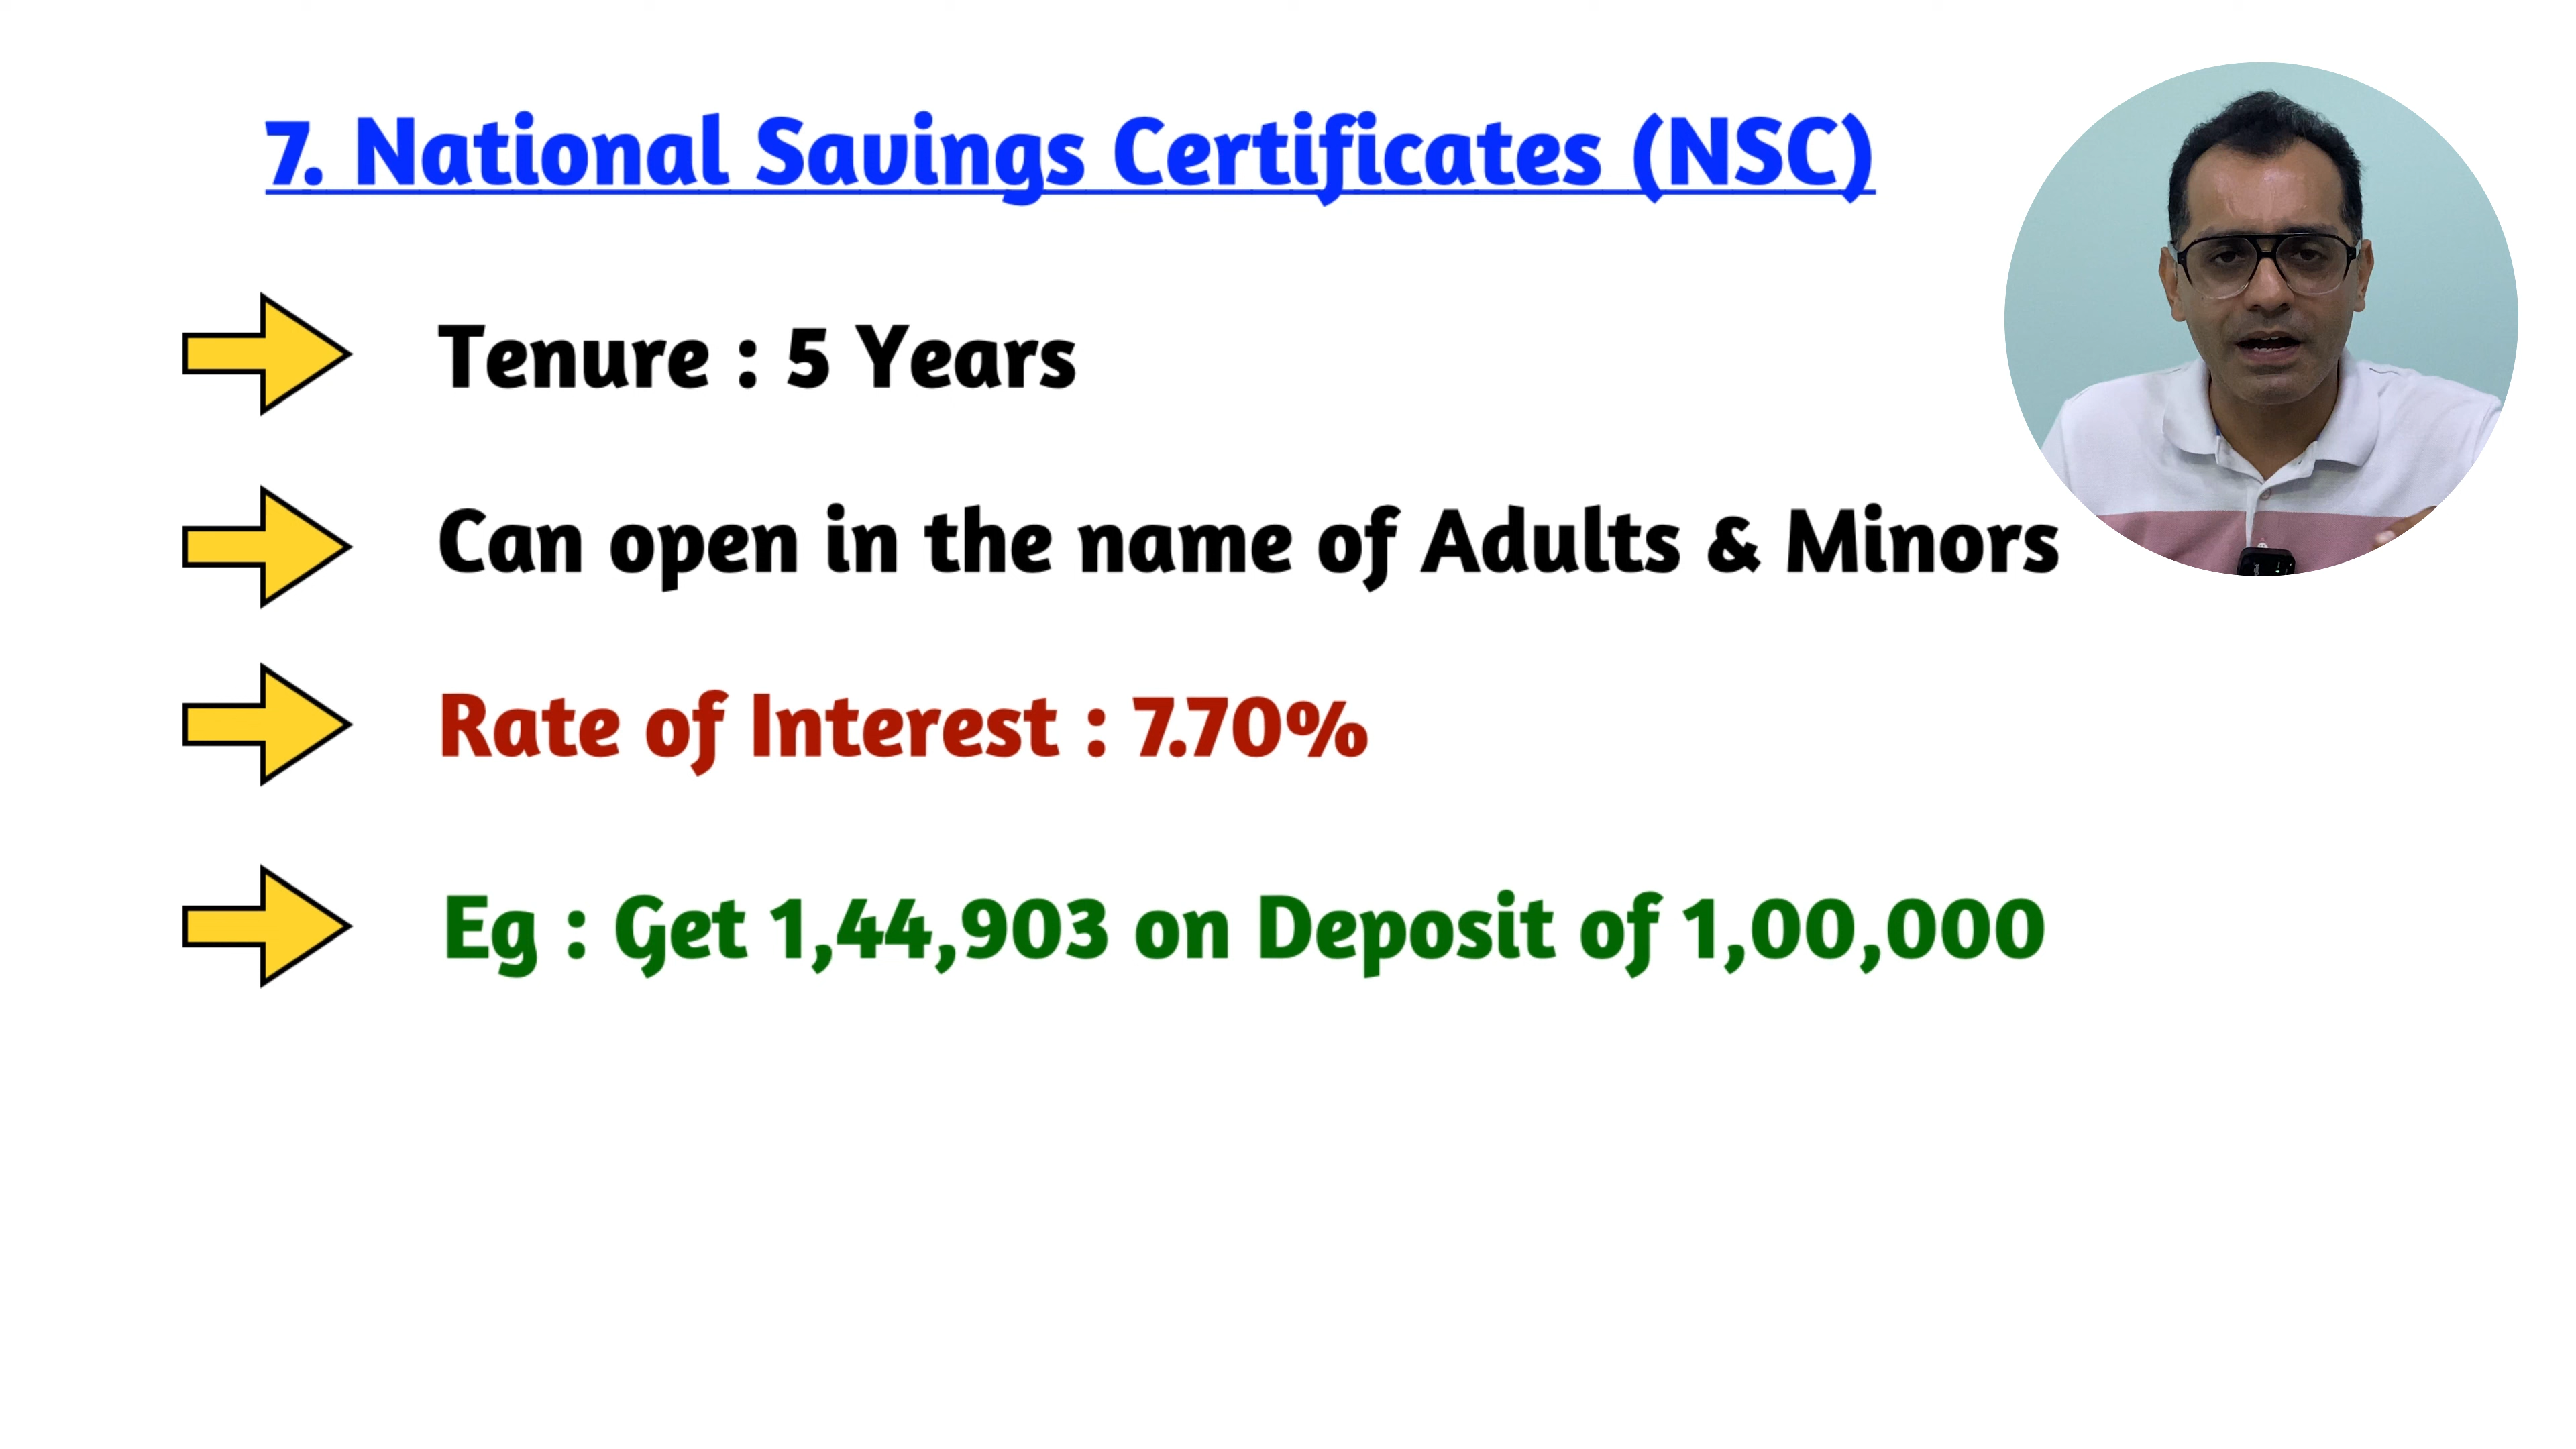 7. National Savings Certificates (NSC)
Tenure : 5 Years
Can open in the name of Adults & Minors
Rate of Interest : 7.70%
Eg : Get 1,44,903 on Deposit of 1,00,000